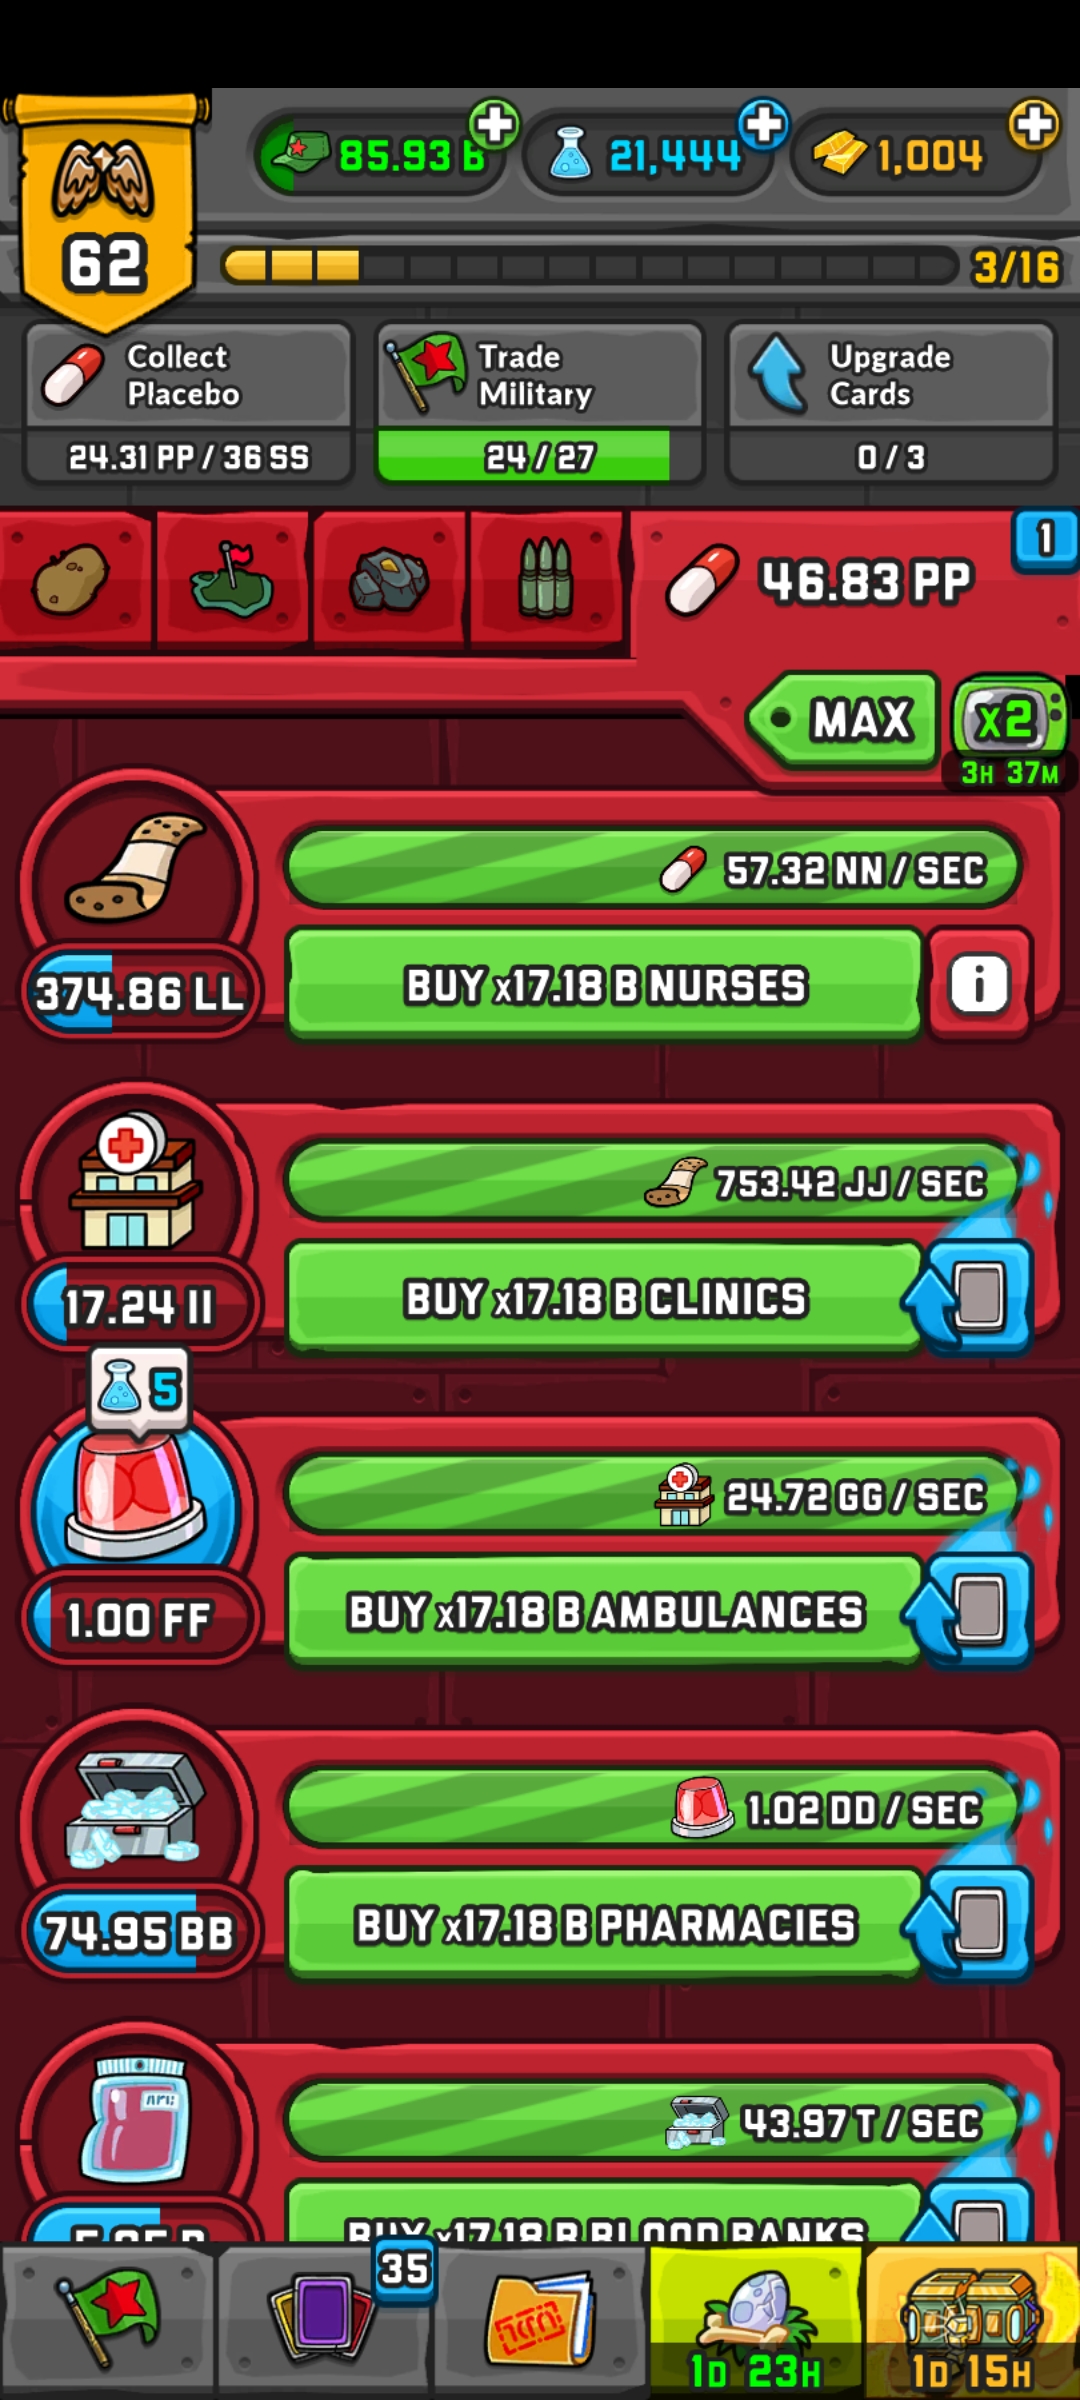 62
85.93 B
21,444
1,004
3/16
Collect
Placebo
24.31 PP / 36 SS
Trade
Military
24 / 27
Upgrade
Cards
0 / 3
46.83 PP
1
MAX
x2
3H 37M
57.32 NN / SEC
374.86 LL
BUY x17.18 B NURSES
i
753.42 JJ / SEC
17.24 II
BUY x17.18 B CLINICS
5
24.72 GG / SEC
1.00 FF
BUY x17.18 B AMBULANCES
1.02 DD / SEC
74.95 BB
BUY x17.18 B PHARMACIES
43.97 T / SEC
BUY x17.18 B BLOOD BANKS
35
1D 23H
1D 15H